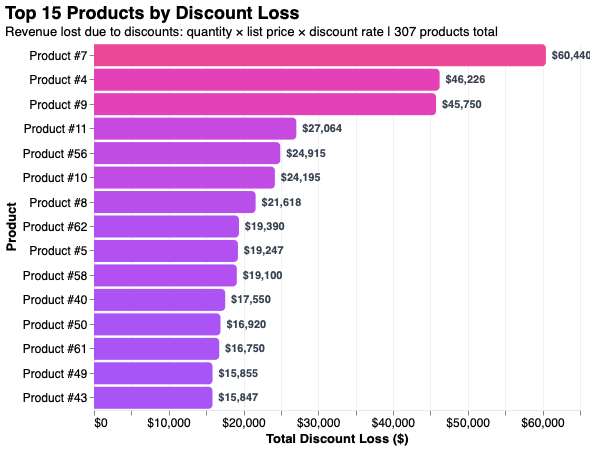 Top 15 Products by Discount Loss
Revenue lost due to discounts: quantity × list price × discount rate | 307 products total
Product #7 $60,440
Product #4 $46,226
Product #9 $45,750
Product #11 $27,064
Product #56 $24,915
Product #10 $24,195
Product #8 $21,618
Product #62 $19,390
Product #5 $19,247
Product #58 $19,100
Product #40 $17,550
Product #50 $16,920
Product #61 $16,750
Product #49 $15,855
Product #43 $15,847
Product
$0 $10,000 $20,000 $30,000 $40,000 $50,000 $60,000
Total Discount Loss ($)